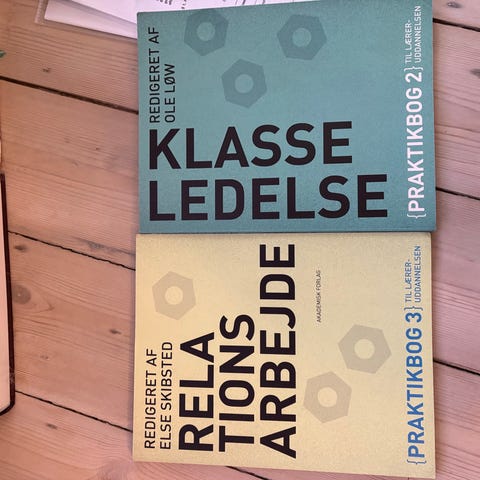 REDIGERET AF
OLE LØW
KLASSE
LEDELSE
{PRAKTIKBOG 2} TIL LÆRER-
UDDANNELSEN
REDIGERET AF
ELSE SKIBSTED
RELA
TIONS
ARBEJDE
AKADEMISK FORLAG
{PRAKTIKBOG 3} TIL LÆRER-
UDDANNELSEN